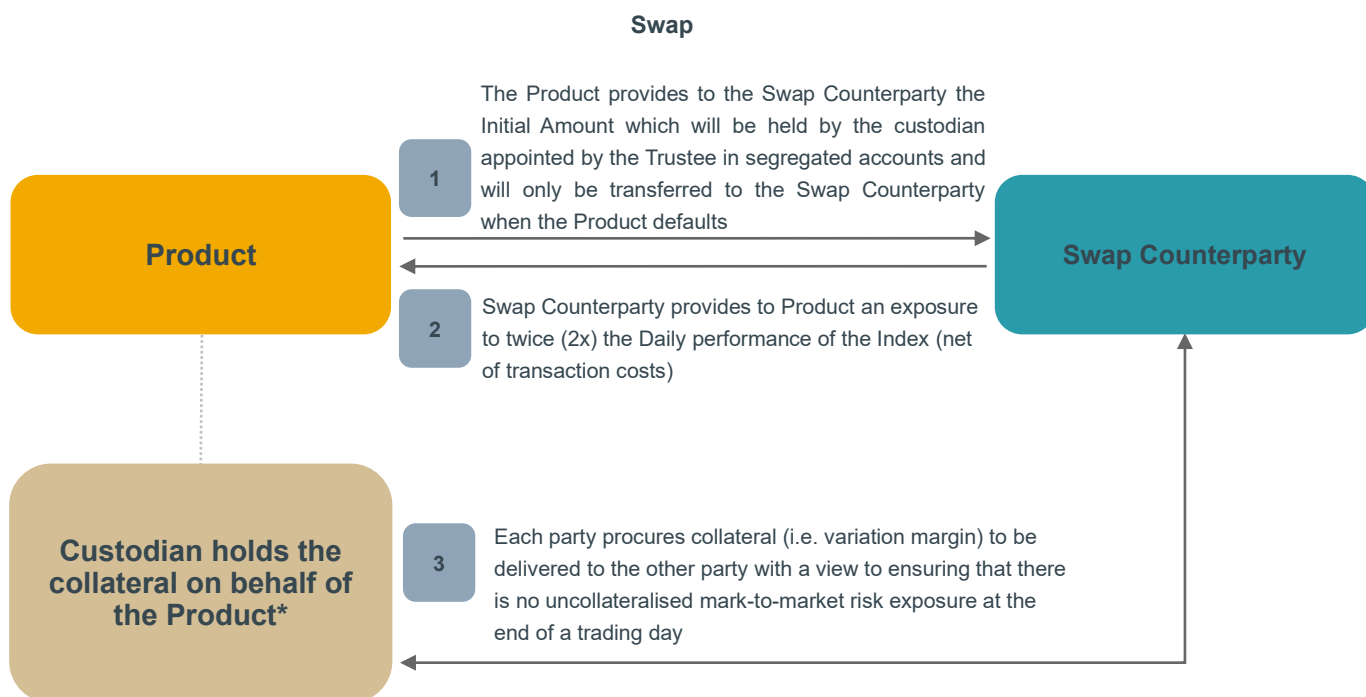 Swap
The Product provides to the Swap Counterparty the
Initial Amount which will be held by the custodian
appointed by the Trustee in segregated accounts and
will only be transferred to the Swap Counterparty
when the Product defaults
1
Product
Swap Counterparty
2
Swap Counterparty provides to Product an exposure
to twice (2x) the Daily performance of the Index (net
of transaction costs)
Custodian holds the
collateral on behalf of
the Product*
3
Each party procures collateral (i.e. variation margin) to be
delivered to the other party with a view to ensuring that there
is no uncollateralised mark-to-market risk exposure at the
end of a trading day